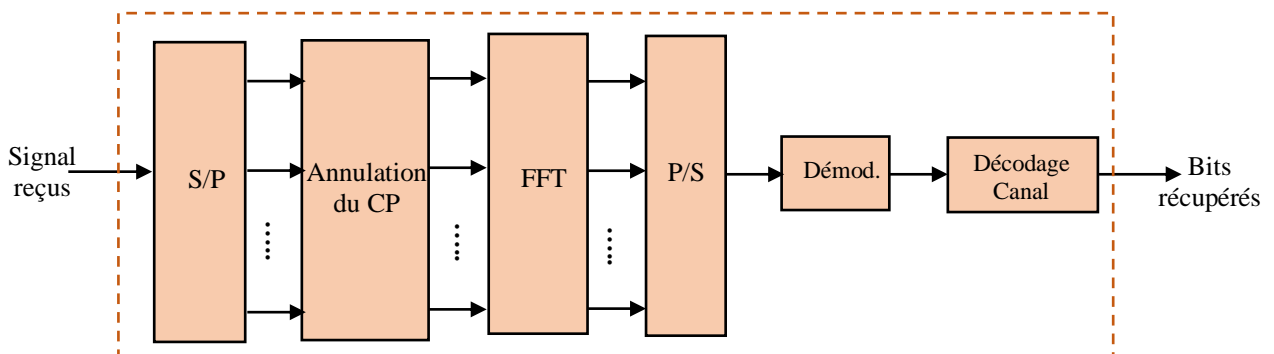 Signal
reçus
S/P
Annulation
du CP
FFT
P/S
Démod.
Décodage
Canal
Bits
récupérés